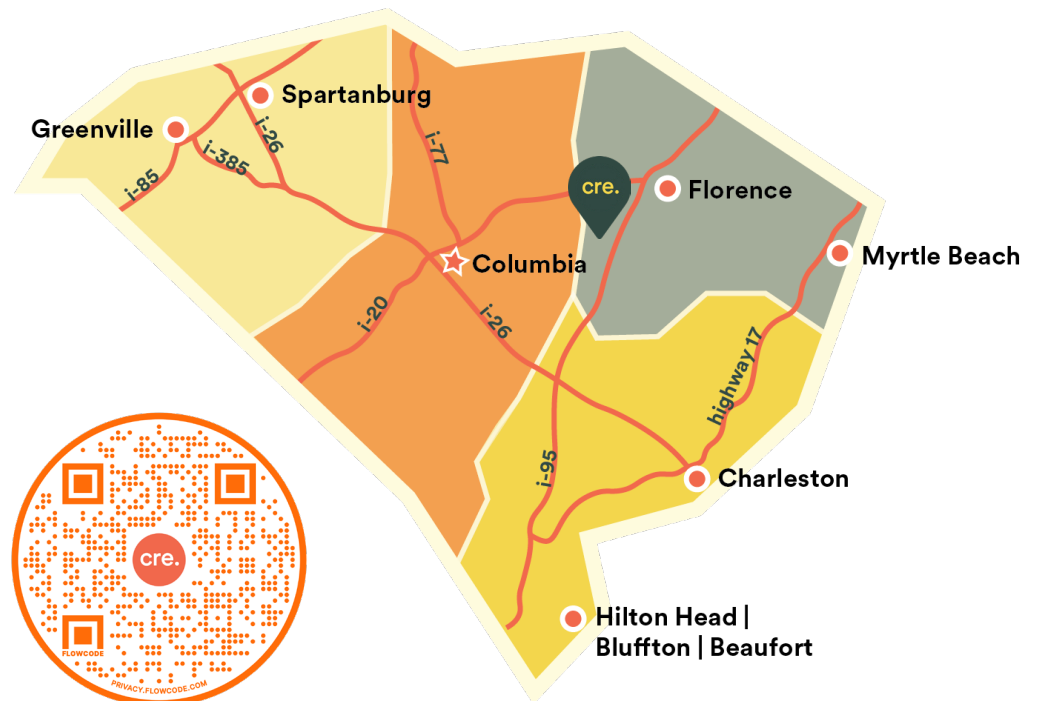 Spartanburg
Greenville
i-26
i-77
i-385
i-85
cre.
Florence
Myrtle Beach
Columbia
i-20
i-26
highway 17
i-95
Charleston
cre.
Hilton Head |
Bluffton | Beaufort
FLOWCODE
PRIVACY.FLOWCODE.COM